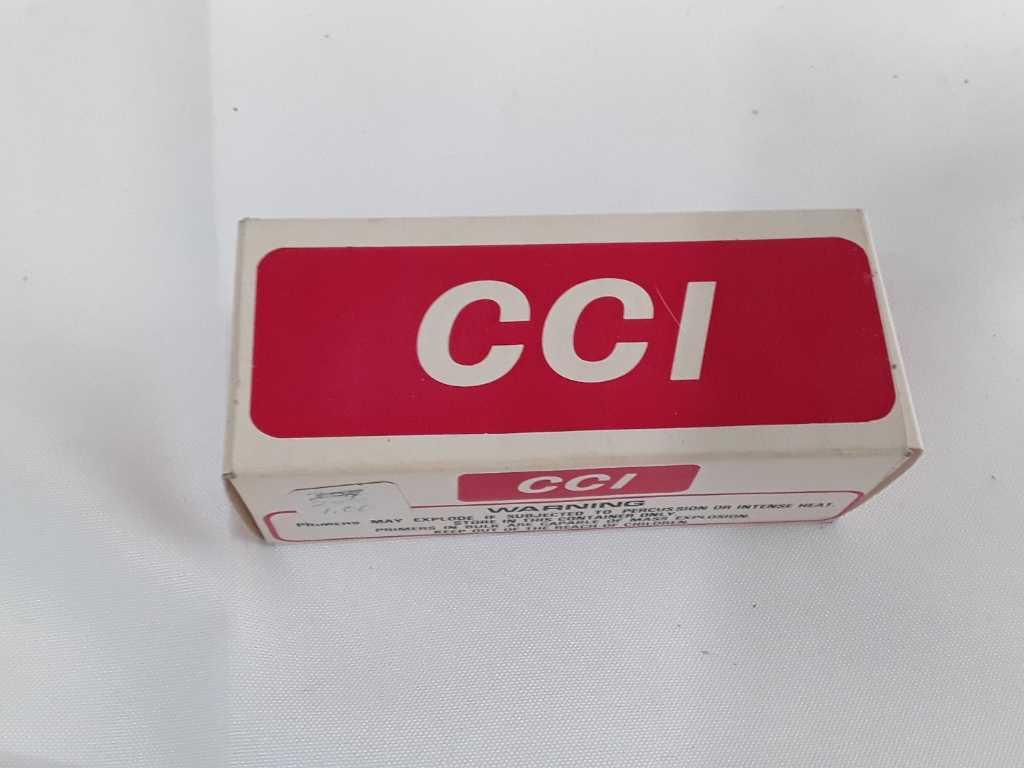 CCI
CCI
WARNING
PRIMERS MAY EXPLODE IF SUBJECTED TO PERCUSSION OR INTENSE HEAT.
STORE IN THIS CONTAINER ONLY.
PRIMERS IN BULK ARE CAPABLE OF MASS EXPLOSION.
KEEP OUT OF THE REACH OF CHILDREN